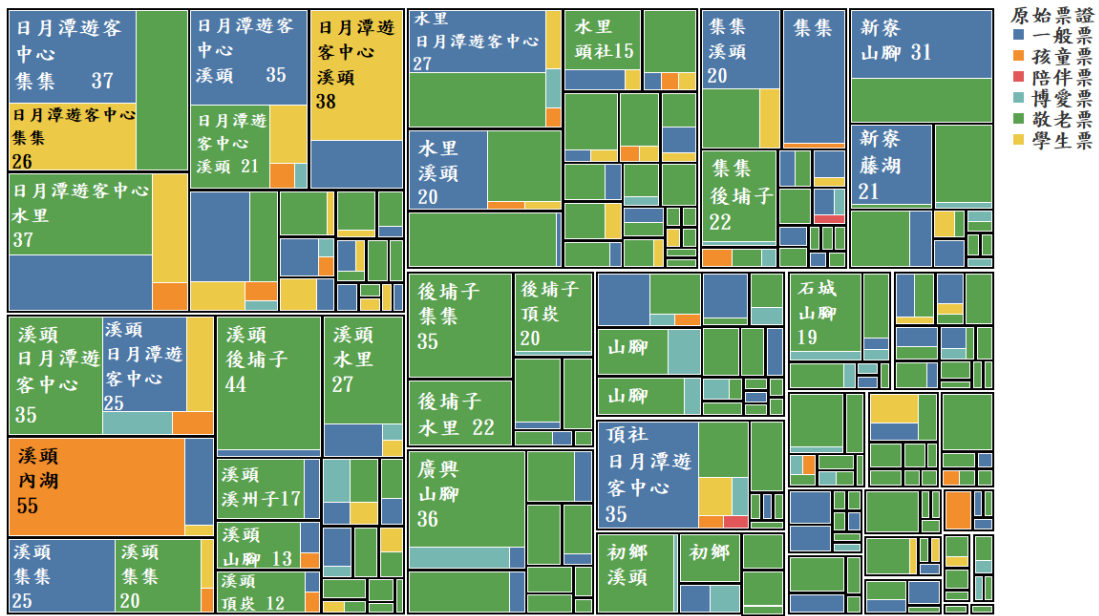 日月潭遊客
中心
集集 37
日月潭遊客中心
集集
26
日月潭遊客中心
水里
37
日月潭遊客
中心
溪頭 35
日月潭遊
客中心
溪頭 21
日月潭遊
客中心
溪頭
38
水里
日月潭遊客中心
27
水里
溪頭
20
水里
頭社15
集集
溪頭
20
集集
集集
後埔子
22
新寮
山腳 31
新寮
藤湖
21
原始票證
一般票
孩童票
陪伴票
博愛票
敬老票
學生票
溪頭
日月潭遊
客中心
35
溪頭
日月潭遊
客中心
25
溪頭
內湖
55
溪頭
集集
25
溪頭
集集
20
溪頭
後埔子
44
溪頭
溪州子17
溪頭
山腳 13
溪頭
頂崁 12
溪頭
水里
27
後埔子
集集
35
後埔子
水里 22
後埔子
頂崁
20
廣興
山腳
36
山腳
山腳
頂社
日月潭遊
客中心
35
初鄉
溪頭
初鄉
石城
山腳
19